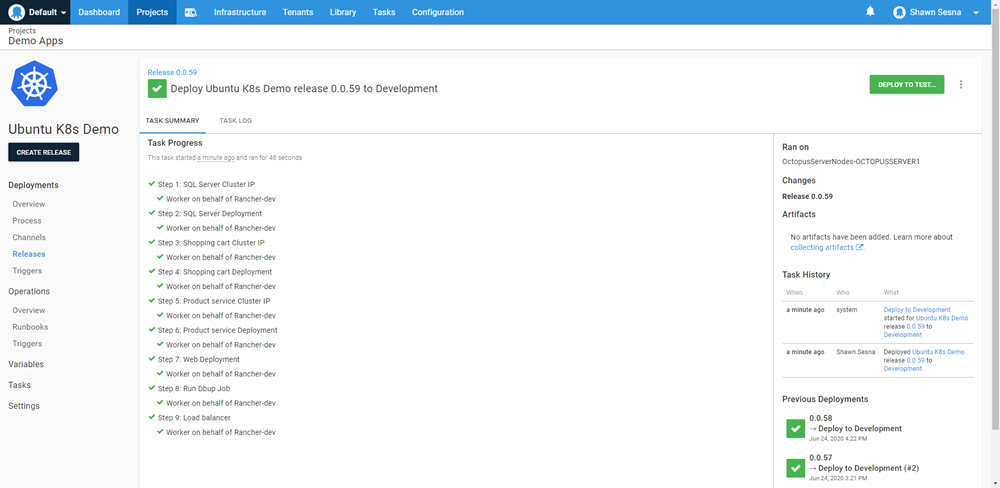 Default Dashboard Projects Infrastructure Tenants Library Tasks Configuration Shawn Sesna
Projects
Demo Apps
Ubuntu K8s Demo
CREATE RELEASE
Deployments
Overview
Process
Channels
Releases
Triggers
Operations
Overview
Runbooks
Triggers
Variables
Tasks
Settings
Release 0.0.59
Deploy Ubuntu K8s Demo release 0.0.59 to Development
DEPLOY TO TEST...
TASK SUMMARY TASK LOG
Task Progress
This task started a minute ago and ran for 48 seconds
Step 1: SQL Server Cluster IP
Worker on behalf of Rancher-dev
Step 2: SQL Server Deployment
Worker on behalf of Rancher-dev
Step 3: Shopping cart Cluster IP
Worker on behalf of Rancher-dev
Step 4: Shopping cart Deployment
Worker on behalf of Rancher-dev
Step 5: Product service Cluster IP
Worker on behalf of Rancher-dev
Step 6: Product service Deployment
Worker on behalf of Rancher-dev
Step 7: Web Deployment
Worker on behalf of Rancher-dev
Step 8: Run Dbup Job
Worker on behalf of Rancher-dev
Step 9: Load balancer
Worker on behalf of Rancher-dev
Ran on
OctopusServerNodes-OCTOPUSSERVER1
Changes
Release 0.0.59
Artifacts
No artifacts have been added. Learn more about
collecting artifacts.
Task History
When Who What
a minute ago system Deploy to Development
started for Ubuntu K8s Demo
release 0.0.59 to
Development
a minute ago Shawn.Sesna Deployed Ubuntu K8s Demo
release 0.0.59 to
Development
Previous Deployments
0.0.58
→ Deploy to Development
Jun 24, 2020 4:22 PM
0.0.57
→ Deploy to Development (#2)
Jun 24, 2020 3:21 PM